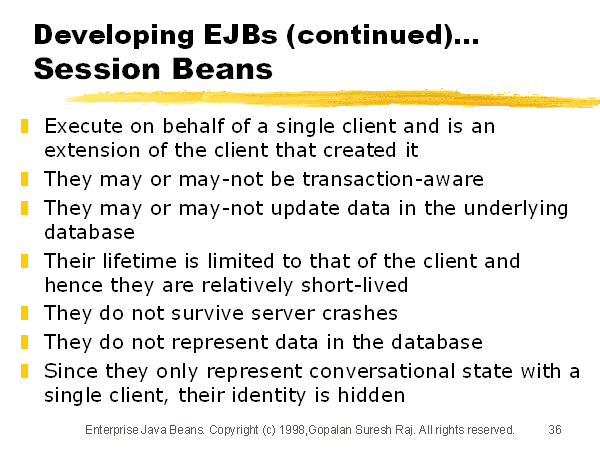 Developing EJBs (continued)...
Session Beans
Execute on behalf of a single client and is an
extension of the client that created it
They may or may-not be transaction-aware
They may or may-not update data in the underlying
database
Their lifetime is limited to that of the client and
hence they are relatively short-lived
They do not survive server crashes
They do not represent data in the database
Since they only represent conversational state with a
single client, their identity is hidden
Enterprise Java Beans. Copyright (c) 1998,Gopalan Suresh Raj. All rights reserved. 36